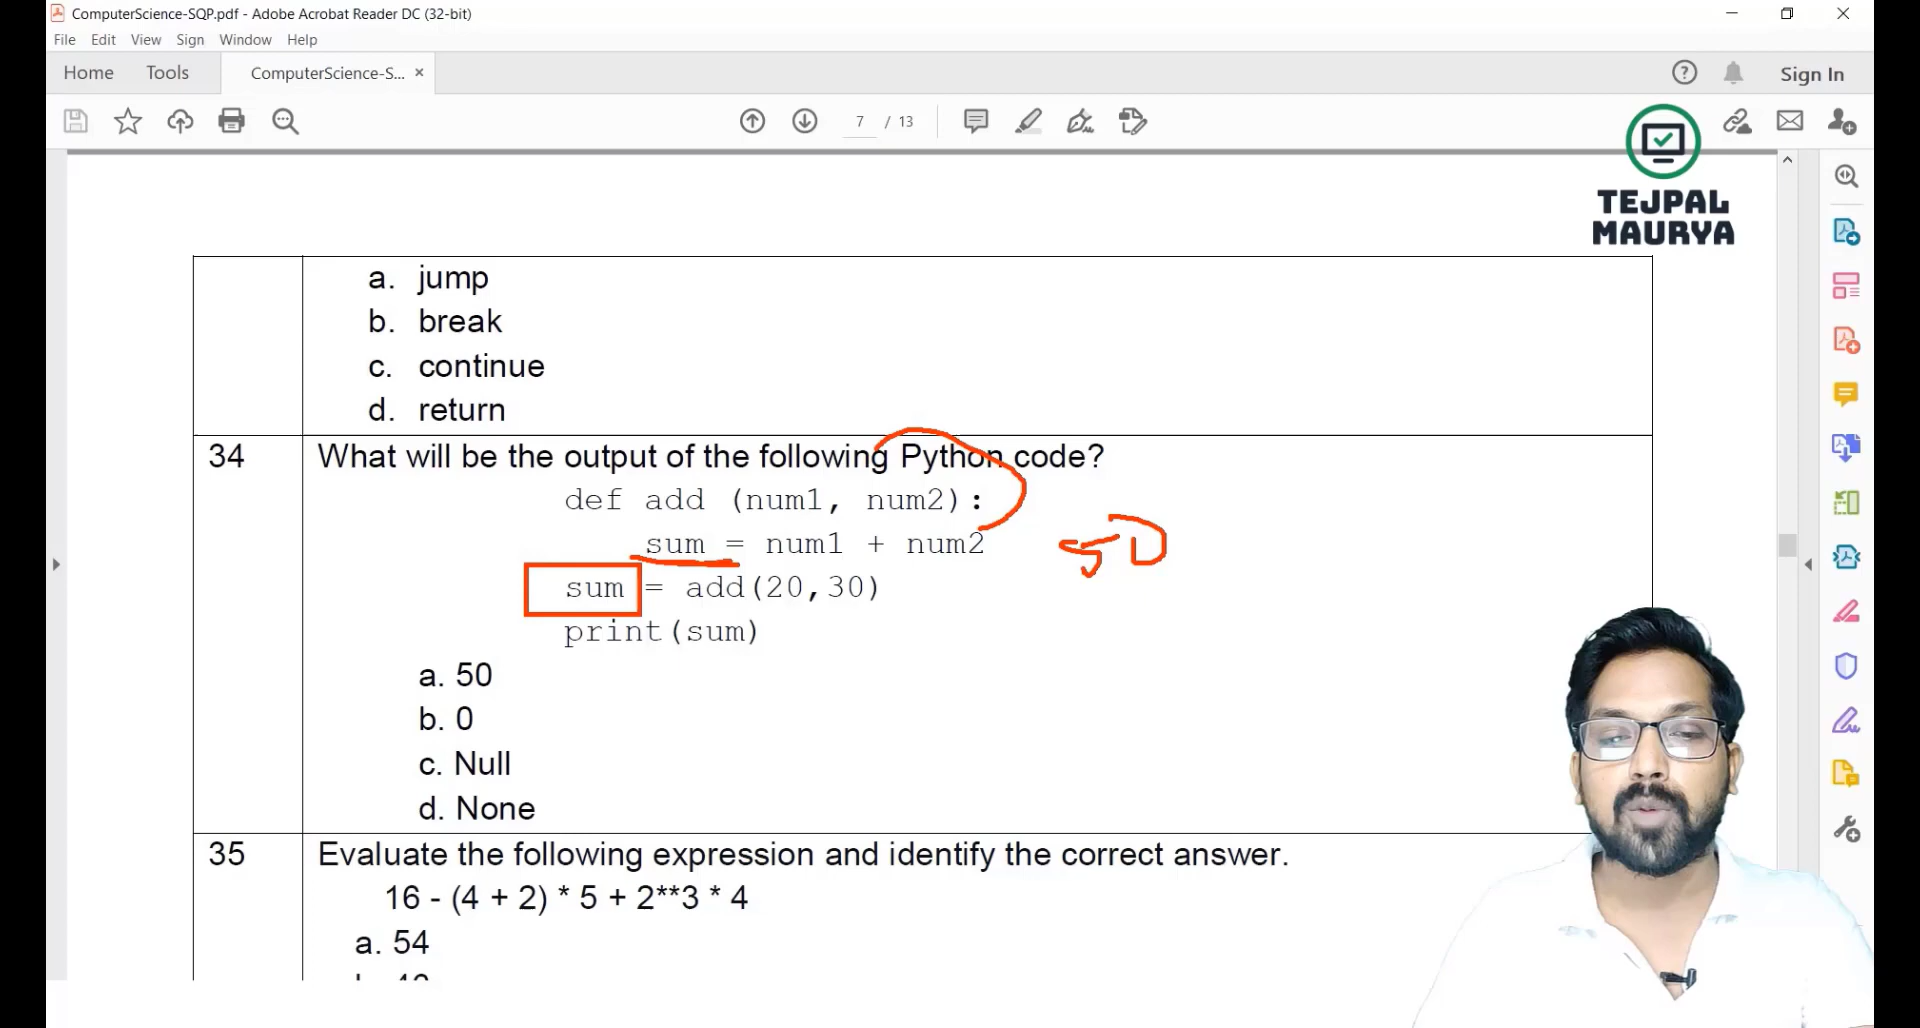 ComputerScience-SQP.pdf - Adobe Acrobat Reader DC (32-bit)
File Edit View Sign Window Help
Home Tools ComputerScience-S... × Sign In
7 / 13
TEJPAL
MAURYA
a. jump
b. break
c. continue
d. return
34 What will be the output of the following Python code?
def add (num1, num2):
sum = num1 + num2
50
sum = add(20,30)
print(sum)
a. 50
b. 0
c. Null
d. None
35 Evaluate the following expression and identify the correct answer.
16 - (4 + 2) * 5 + 2**3 * 4
a. 54